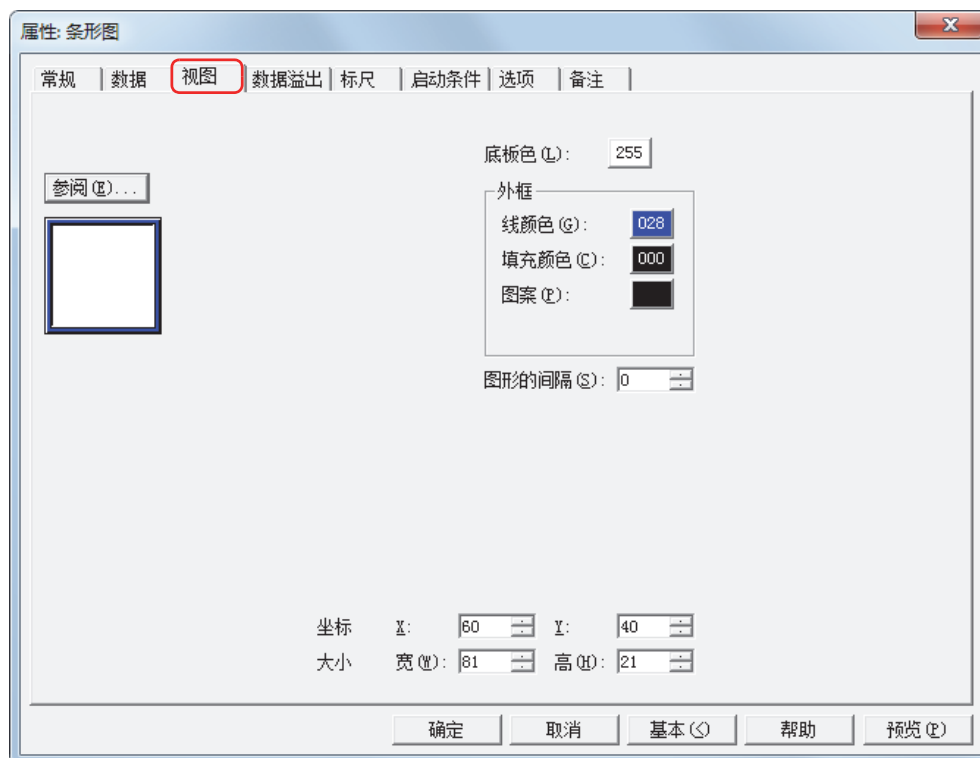 属性: 条形图
常规 数据 视图 数据溢出 标尺 启动条件 选项 备注
底板色(L): 255
参阅(E)...
外框
线颜色(G): 028
填充颜色(C): 000
图案(P):
图形的间隔(S): 0
坐标 X: 60 Y: 40
大小 宽(W): 81 高(H): 21
确定 取消 基本(<) 帮助 预览(P)